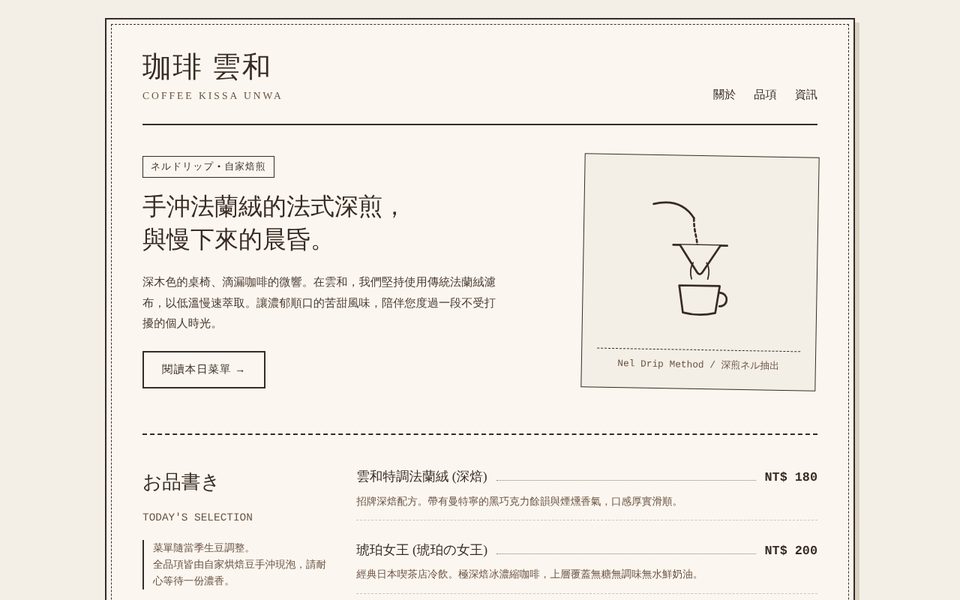 珈琲 雲和
COFFEE KISSA UNWA
關於 品項 資訊
ネルドリップ・自家焙煎
手沖法蘭絨的法式深煎，
與慢下來的晨昏。
深木色的桌椅、滴漏咖啡的微響。在雲和，我們堅持使用傳統法蘭絨濾
布，以低溫慢速萃取。讓濃郁順口的苦甜風味，陪伴您度過一段不受打
擾的個人時光。
閱讀本日菜單 →
Nel Drip Method / 深煎ネル抽出
お品書き
TODAY'S SELECTION
菜單隨當季生豆調整。
全品項皆由自家烘焙豆手沖現泡，請耐
心等待一份濃香。
雲和特調法蘭絨 (深焙) NT$ 180
招牌深焙配方。帶有曼特寧的黑巧克力餘韻與煙燻香氣，口感厚實滑順。
琥珀女王 (琥珀の女王) NT$ 200
經典日本喫茶店冷飲。極深焙冰濃縮咖啡，上層覆蓋無糖無調味無水鮮奶油。